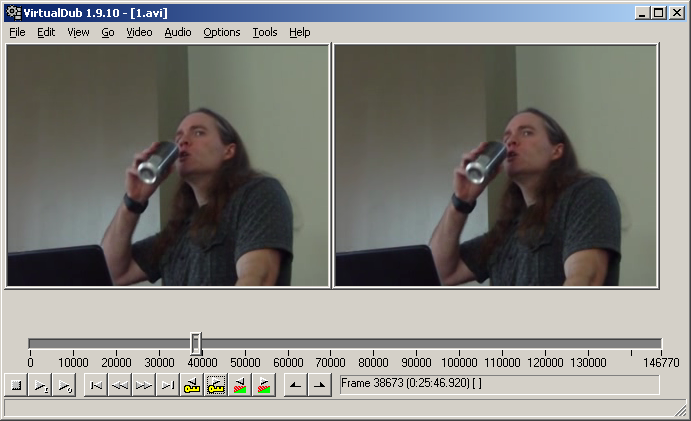 VirtualDub 1.9.10 - [1.avi]
File Edit View Go Video Audio Options Tools Help
0 10000 20000 30000 40000 50000 60000 70000 80000 90000 100000 110000 120000 130000 146770
Frame 38673 (0:25:46.920) [ ]